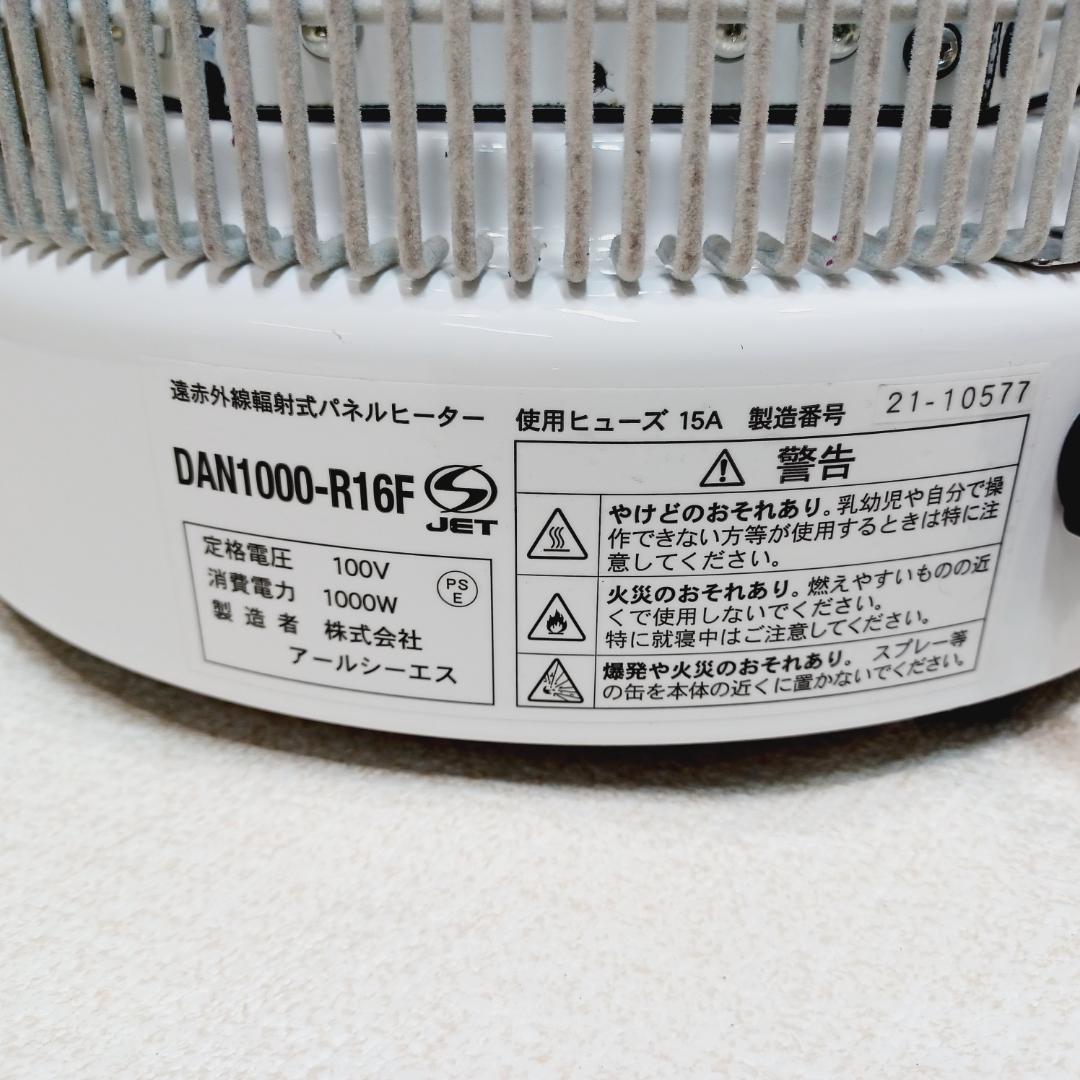 遠赤外線輻射式パネルヒーター 使用ヒューズ 15A 製造番号 21-10577
DAN1000-R16F
JET
定格電圧 100V
消費電力 1000W
PS
E
製造者 株式会社
アールシーエス
警告
やけどのおそれあり。乳幼児や自分で操
作できない方等が使用するときは特に注
意してください。
火災のおそれあり。燃えやすいものの近
くで使用しないでください。
特に就寝中はご注意してください。
爆発や火災のおそれあり。 スプレー等
の缶を本体の近くに置かないでください。